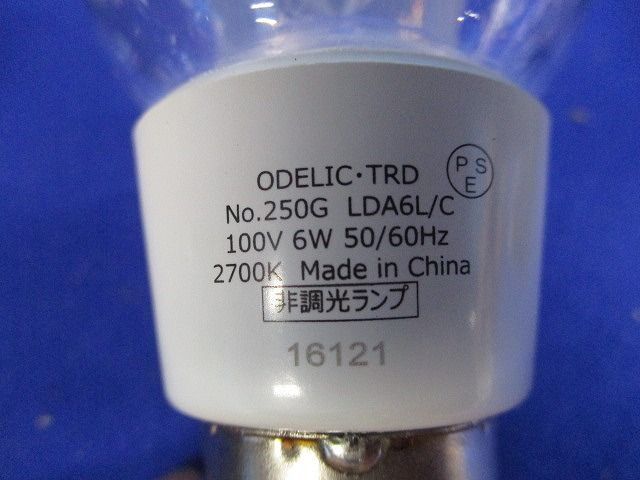 ODELIC・TRD
PSE
No.250G LDA6L/C
100V 6W 50/60Hz
2700K Made in China
非調光ランプ
16121